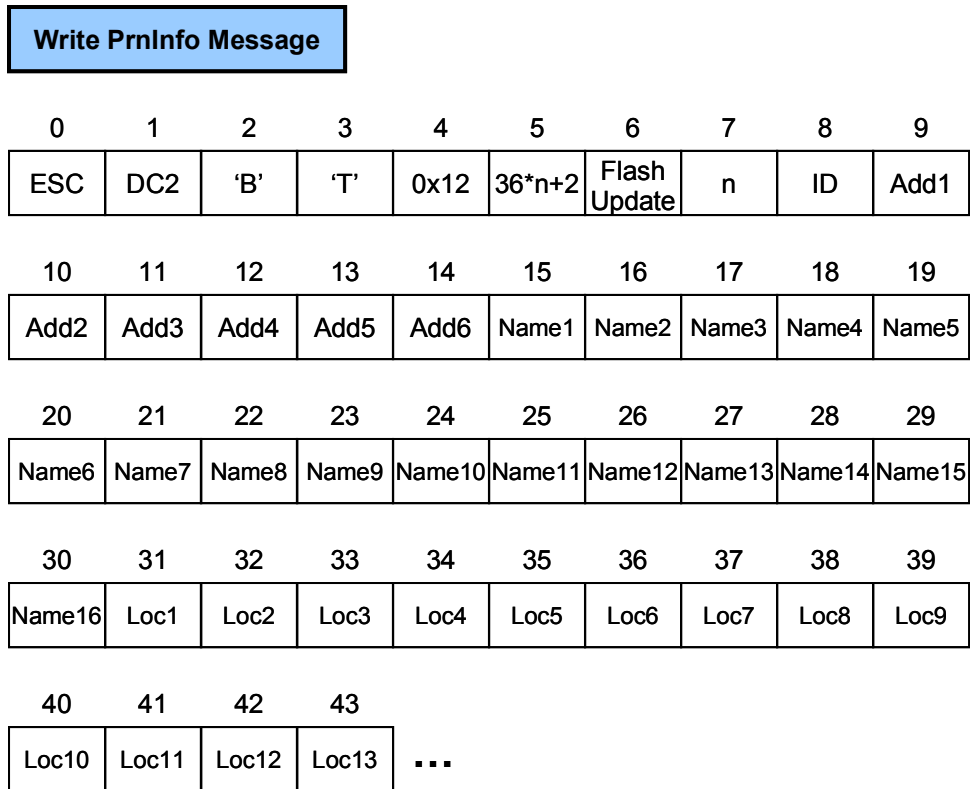 Write PrnInfo Message
0 1 2 3 4 5 6 7 8 9
ESC DC2 ‘B’ ‘T’ 0x12 36*n+2 Flash Update n ID Add1
10 11 12 13 14 15 16 17 18 19
Add2 Add3 Add4 Add5 Add6 Name1 Name2 Name3 Name4 Name5
20 21 22 23 24 25 26 27 28 29
Name6 Name7 Name8 Name9 Name10 Name11 Name12 Name13 Name14 Name15
30 31 32 33 34 35 36 37 38 39
Name16 Loc1 Loc2 Loc3 Loc4 Loc5 Loc6 Loc7 Loc8 Loc9
40 41 42 43
Loc10 Loc11 Loc12 Loc13 ...